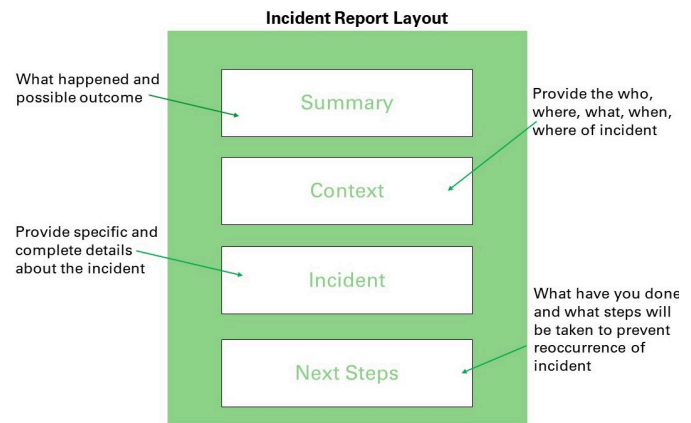 Incident Report Layout
What happened and
possible outcome
Summary
Provide the who,
where, what, when,
where of incident
Context
Provide specific and
complete details
about the incident
Incident
What have you done
and what steps will
be taken to prevent
reoccurrence of
incident
Next Steps